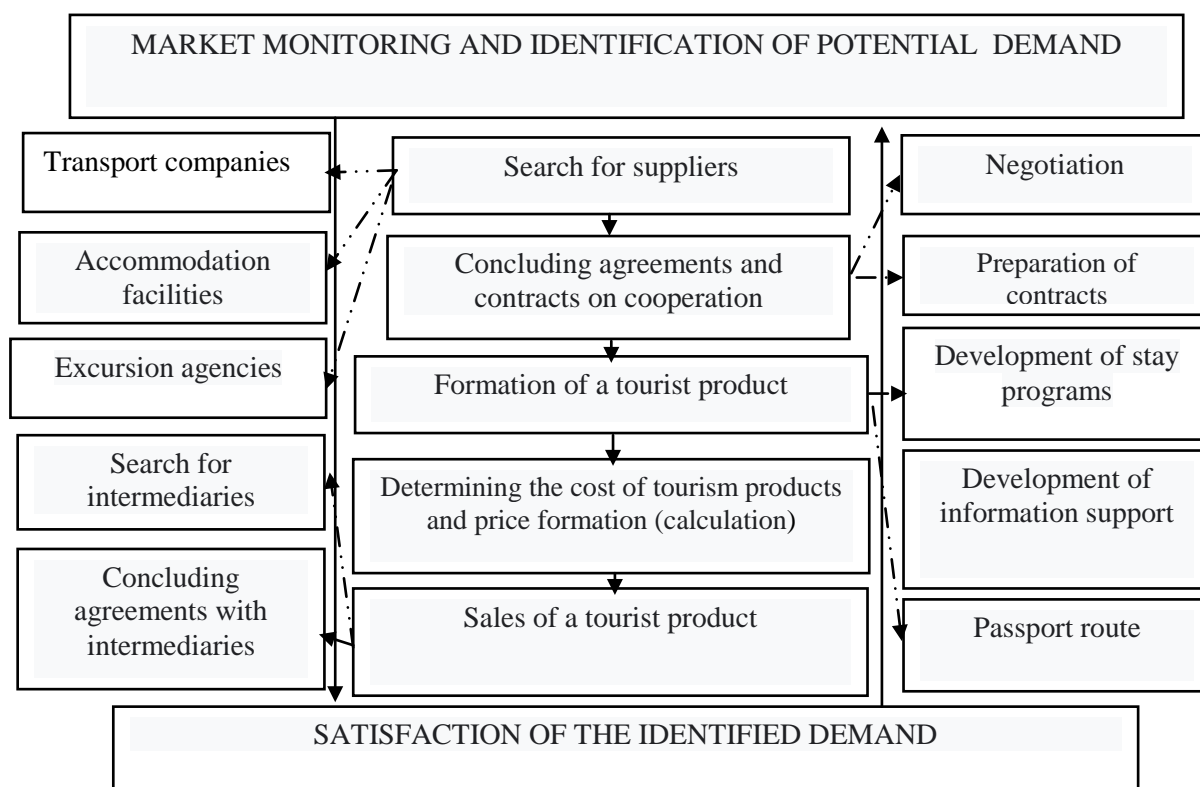 MARKET MONITORING AND IDENTIFICATION OF POTENTIAL DEMAND
Transport companies
Search for suppliers
Negotiation
Accommodation
facilities
Concluding agreements and
contracts on cooperation
Preparation of
contracts
Excursion agencies
Formation of a tourist product
Development of stay
programs
Search for
intermediaries
Determining the cost of tourism products
and price formation (calculation)
Development of
information support
Concluding
agreements with
intermediaries
Sales of a tourist product
Passport route
SATISFACTION OF THE IDENTIFIED DEMAND